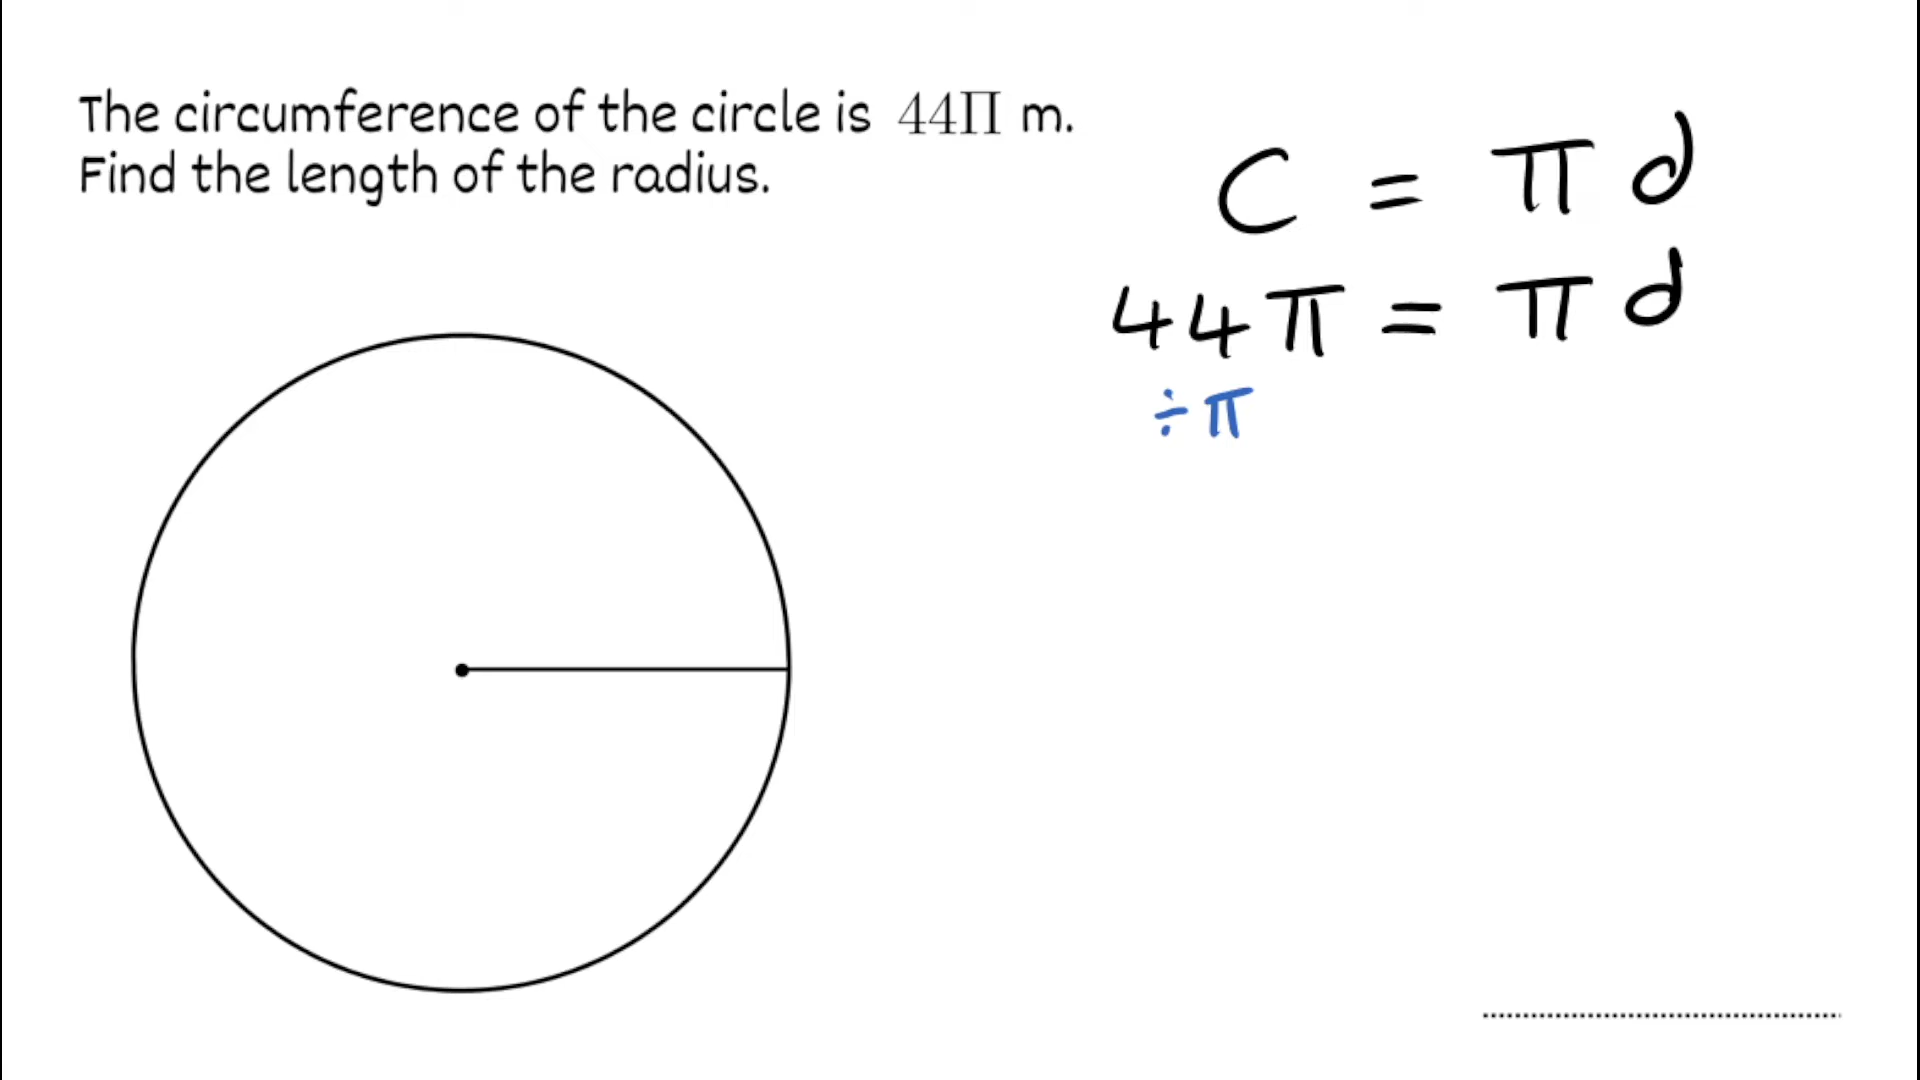 The circumference of the circle is 44Π m.
Find the length of the radius.
C = π d
44π = π d
÷ π